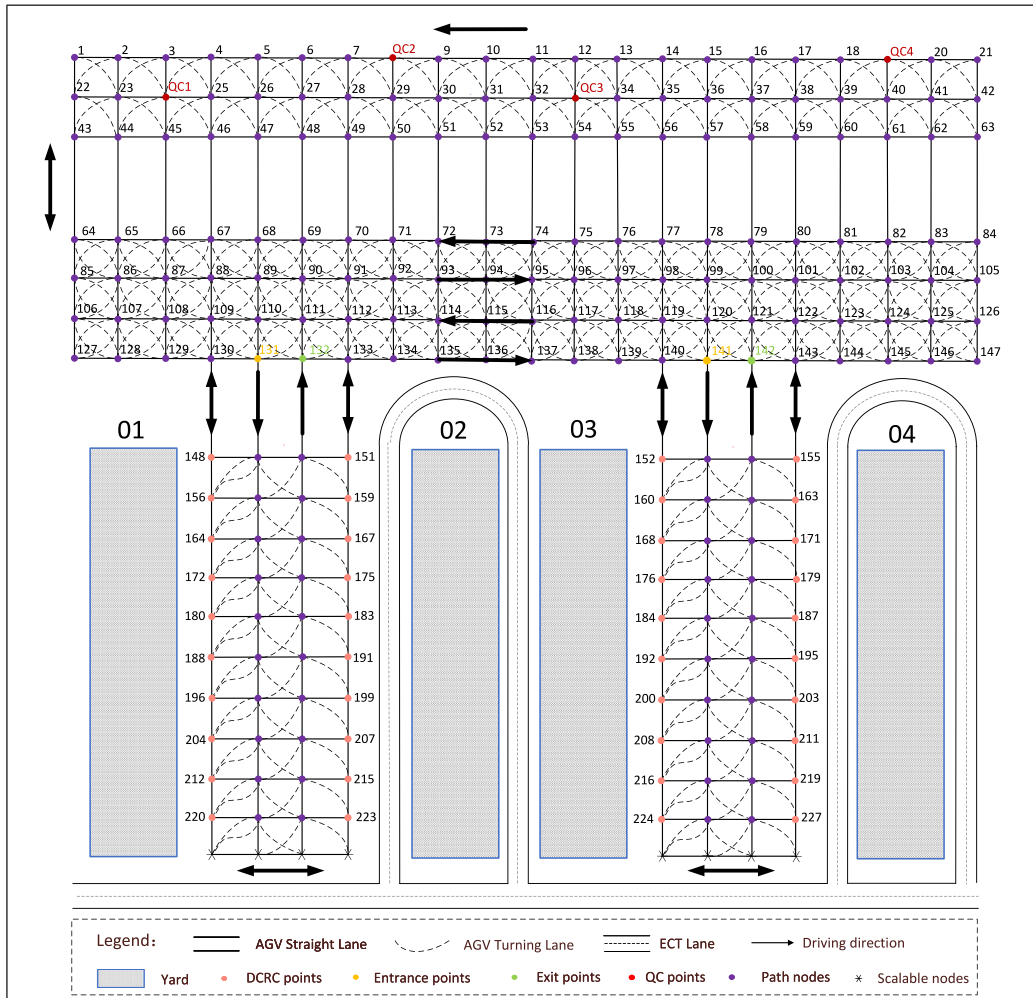 1 2 3 4 5 6 7 QC2 9 10 11 12 13 14 15 16 17 18 QC4 20 21
22 23 QC1 25 26 27 28 29 30 31 32 QC3 34 35 36 37 38 39 40 41 42
43 44 45 46 47 48 49 50 51 52 53 54 55 56 57 58 59 60 61 62 63
64 65 66 67 68 69 70 71 72 73 74 75 76 77 78 79 80 81 82 83 84
85 86 87 88 89 90 91 92 93 94 95 96 97 98 99 100 101 102 103 104 105
106 107 108 109 110 111 112 113 114 115 116 117 118 119 120 121 122 123 124 125 126
127 128 129 130 131 132 133 134 135 136 137 138 139 140 141 142 143 144 145 146 147
01 02 03 04
148 151 152 155
156 159 160 163
164 167 168 171
172 175 176 179
180 183 184 187
188 191 192 195
196 199 200 203
204 207 208 211
212 215 216 219
220 223 224 227
Legend: AGV Straight Lane AGV Turning Lane ECT Lane Driving direction
Yard DCRC points Entrance points Exit points QC points Path nodes Scalable nodes